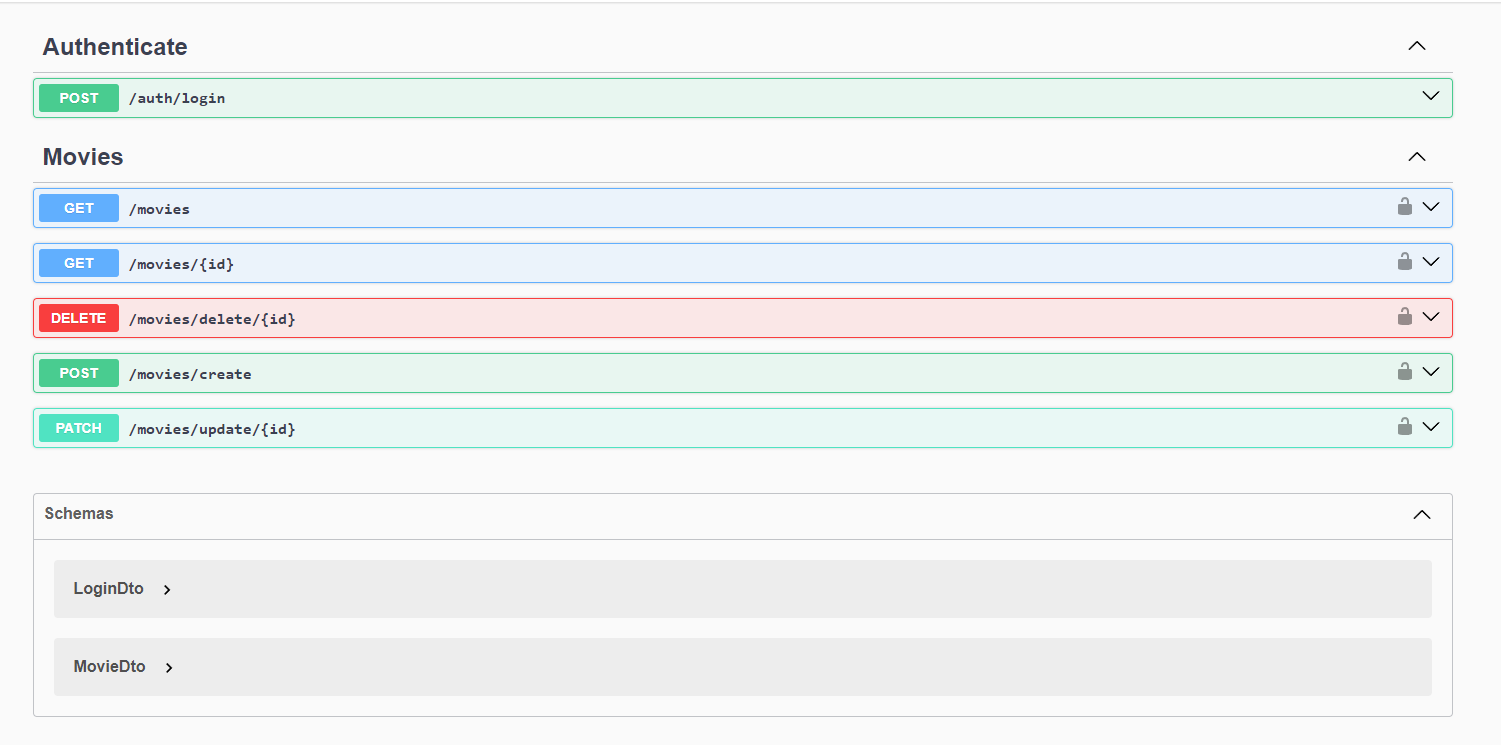 Authenticate
POST /auth/login
Movies
GET /movies
GET /movies/{id}
DELETE /movies/delete/{id}
POST /movies/create
PATCH /movies/update/{id}
Schemas
LoginDto
MovieDto